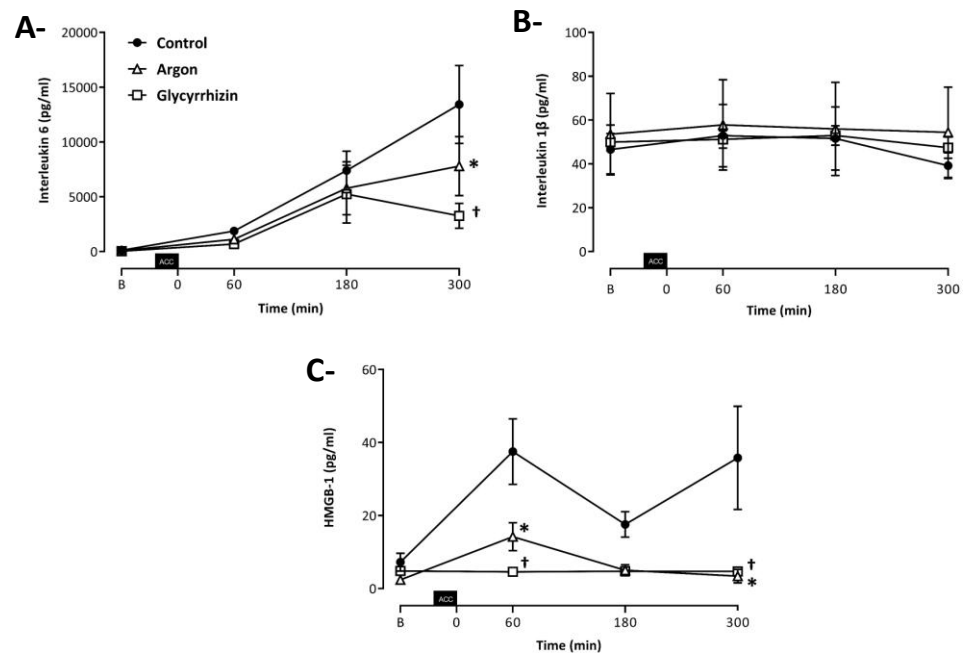 A-
20000
15000
10000
5000
0
Interleukin 6 (pg/ml)
Control
Argon
Glycyrrhizin
*
†
ACC
B 0 60 180 300
Time (min)
B-
100
80
60
40
20
0
Interleukin 1β (pg/ml)
ACC
B 0 60 180 300
Time (min)
C-
60
40
20
0
HMGB-1 (pg/ml)
*
†
†
*
ACC
B 0 60 180 300
Time (min)